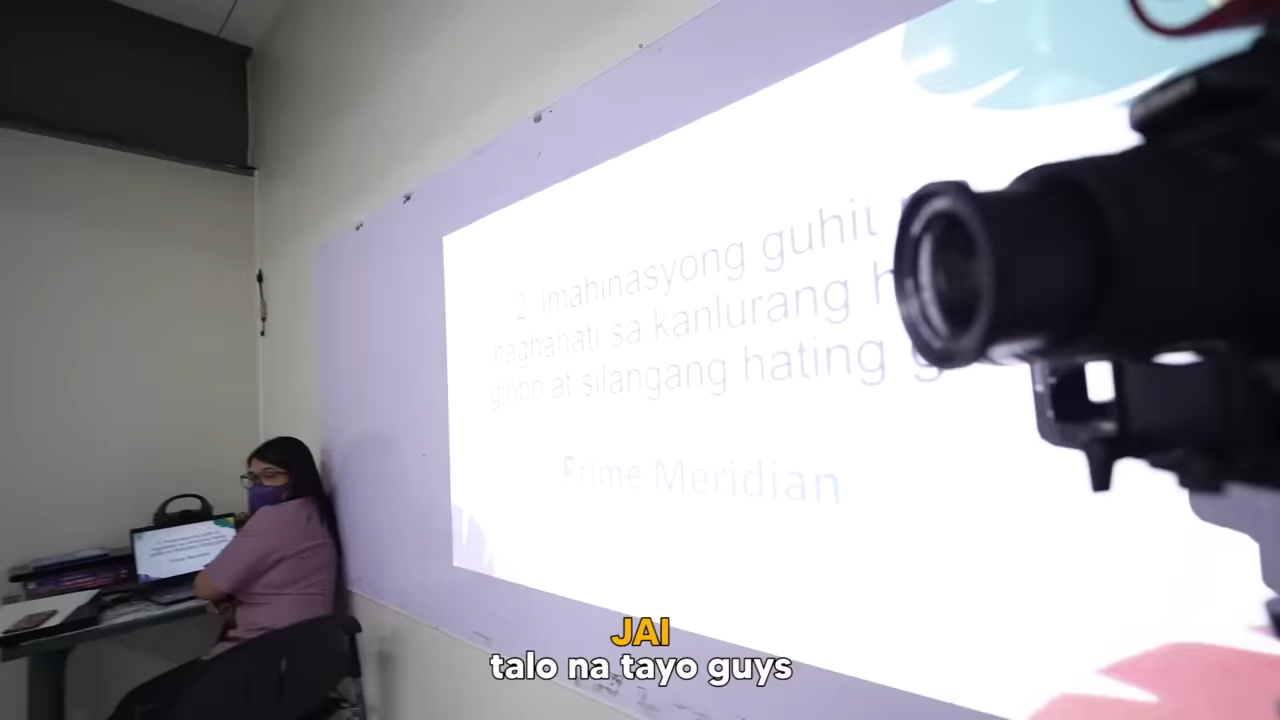 2. Imahinasyong guhit
naghahati sa kanlurang
globo at silangang hating
Prime Meridian
JAI
talo na tayo guys